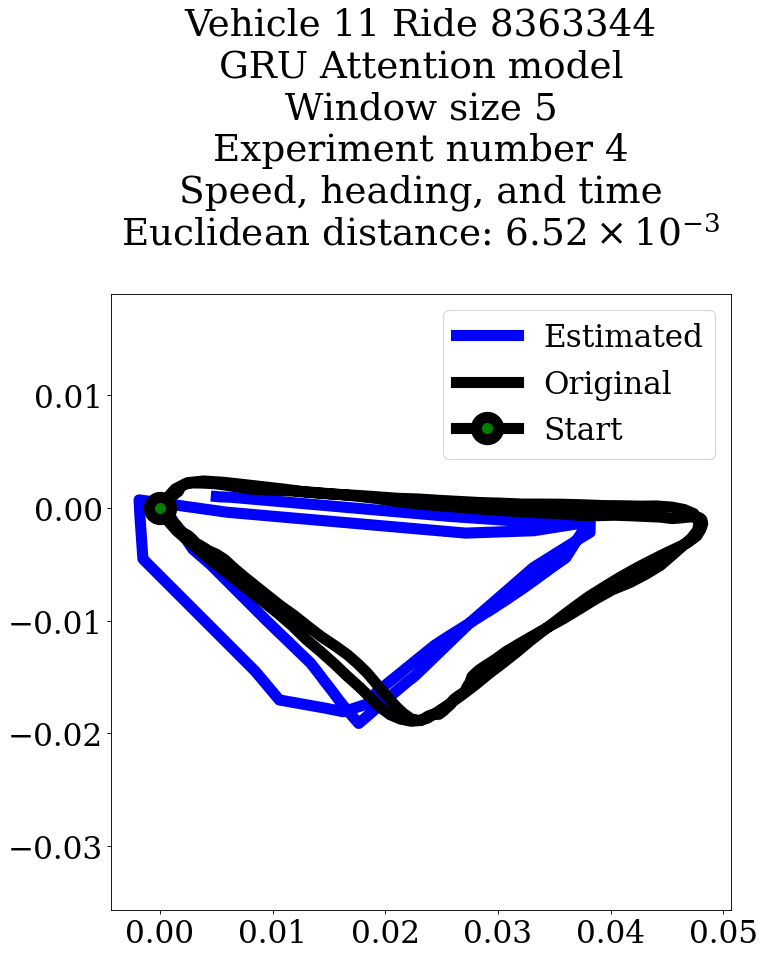 Vehicle 11 Ride 8363344
GRU Attention model
Window size 5
Experiment number 4
Speed, heading, and time
Euclidean distance: 6.52 × 10⁻³
Estimated
Original
Start
0.01
0.00
−0.01
−0.02
−0.03
0.00 0.01 0.02 0.03 0.04 0.05